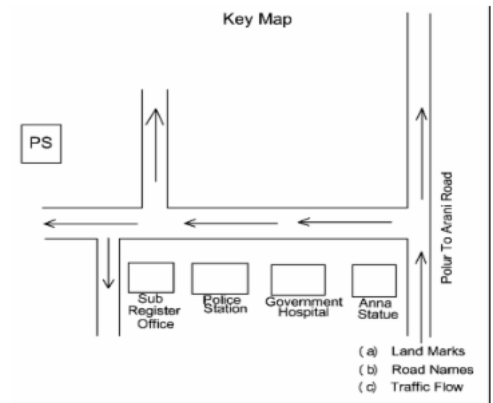 Key Map
PS
Polur To Arani Road
Sub
Register
Office
Police
Station
Government
Hospital
Anna
Statue
(a) Land Marks
(b) Road Names
(c) Traffic Flow